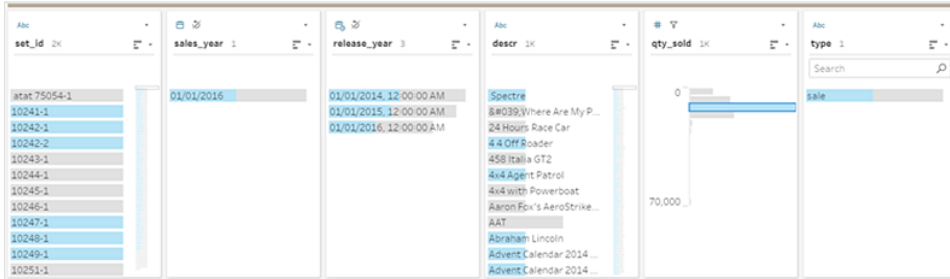 Abc
set_id 2K
atat 75054-1
10241-1
10242-1
10242-2
10243-1
10244-1
10245-1
10246-1
10247-1
10248-1
10249-1
10251-1
sales_year 1
01/01/2016
release_year 3
01/01/2014, 12:00:00 AM
01/01/2015, 12:00:00 AM
01/01/2016, 12:00:00 AM
Abc
descr 1K
Spectre
&#039;Where Are My P...
24 Hours Race Car
4 4 Off Roader
458 Italia GT2
4x4 Agent Patrol
4x4 with Powerboat
Aaron Fox's AeroStrike...
AAT
Abraham Lincoln
Advent Calendar 2014 ...
Advent Calendar 2014 ...
#
qty_sold 1K
0
70,000
Abc
type 1
Search
sale